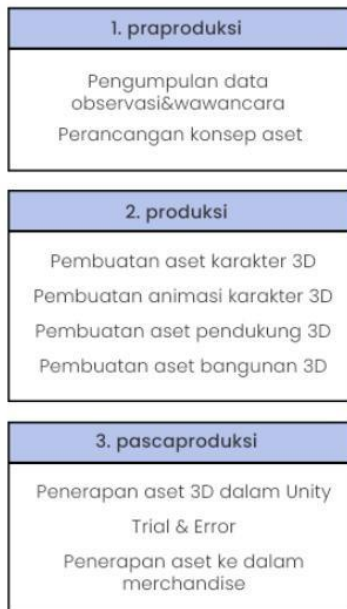 1. praproduksi
Pengumpulan data
observasi&wawancara
Perancangan konsep aset
2. produksi
Pembuatan aset karakter 3D
Pembuatan animasi karakter 3D
Pembuatan aset pendukung 3D
Pembuatan aset bangunan 3D
3. pascaproduksi
Penerapan aset 3D dalam Unity
Trial & Error
Penerapan aset ke dalam
merchandise